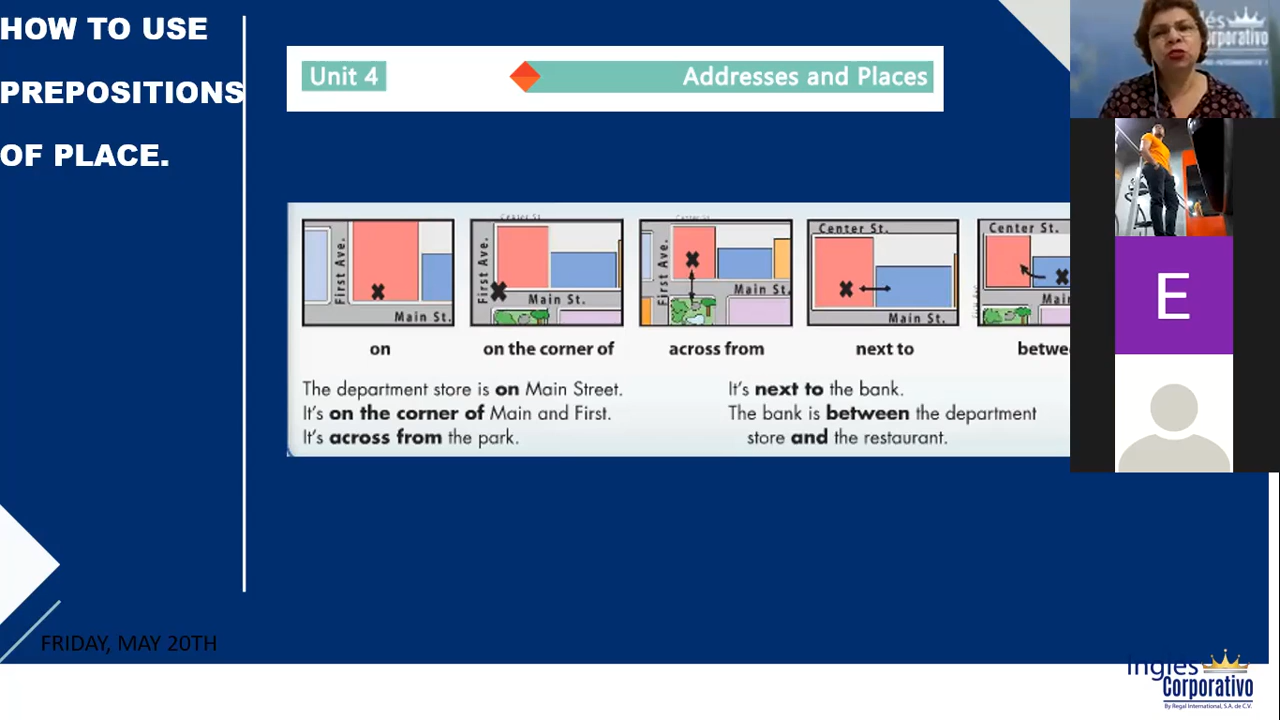 HOW TO USE
PREPOSITIONS
OF PLACE.
Unit 4
Addresses and Places
First Ave.
Main St.
Center St.
First Ave.
Main St.
Center St.
First Ave.
Main St.
Center St.
Main St.
Center St.
Mai
on
on the corner of
across from
next to
betwe
The department store is on Main Street.
It's on the corner of Main and First.
It's across from the park.
It's next to the bank.
The bank is between the department
store and the restaurant.
FRIDAY, MAY 20TH
E
és
orporativo
Inglés
Corporativo
By Regal International, S.A. de C.V.